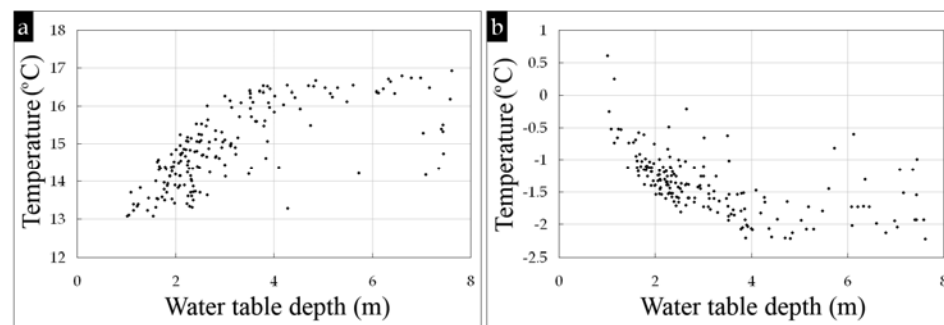 a
18
17
16
15
14
13
12
0 2 4 6 8
Temperature (°C)
Water table depth (m)
b
1
0.5
0
-0.5
-1
-1.5
-2
-2.5
0 2 4 6 8
Temperature (°C)
Water table depth (m)